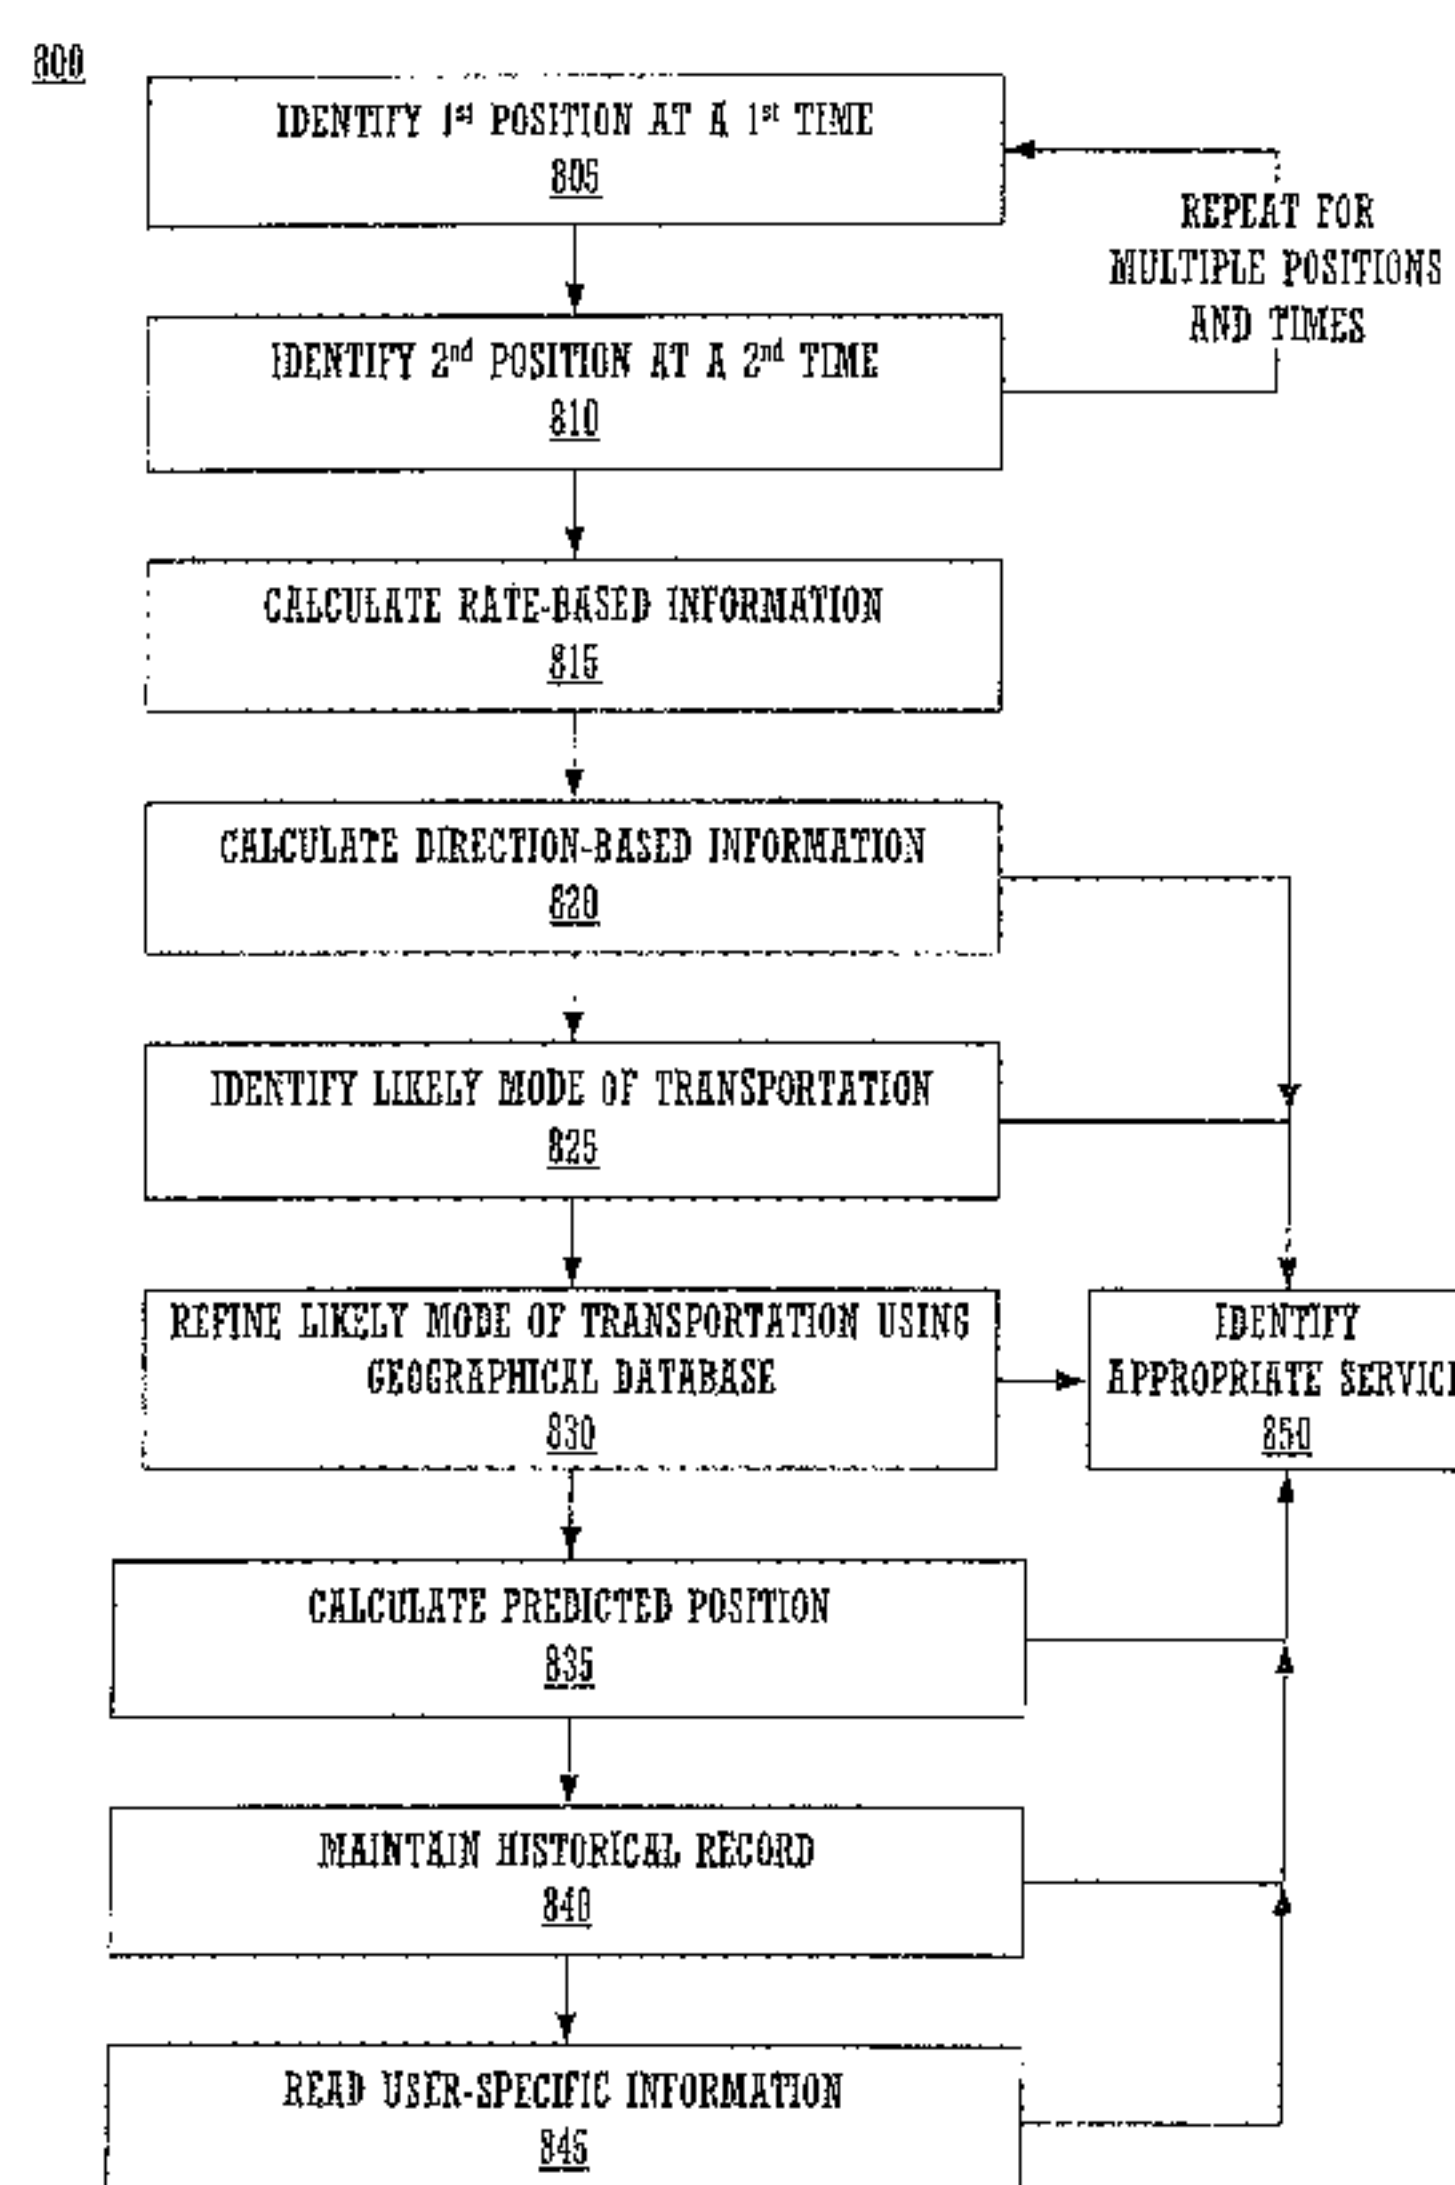 800
IDENTIFY 1st POSITION AT A 1st TIME
805
REPEAT FOR
MULTIPLE POSITIONS
AND TIMES
IDENTIFY 2nd POSITION AT A 2nd TIME
810
CALCULATE RATE-BASED INFORMATION
815
CALCULATE DIRECTION-BASED INFORMATION
820
IDENTIFY LIKELY MODE OF TRANSPORTATION
825
REFINE LIKELY MODE OF TRANSPORTATION USING
GEOGRAPHICAL DATABASE
830
IDENTIFY
APPROPRIATE SERVICE
850
CALCULATE PREDICTED POSITION
835
MAINTAIN HISTORICAL RECORD
840
READ USER-SPECIFIC INFORMATION
845